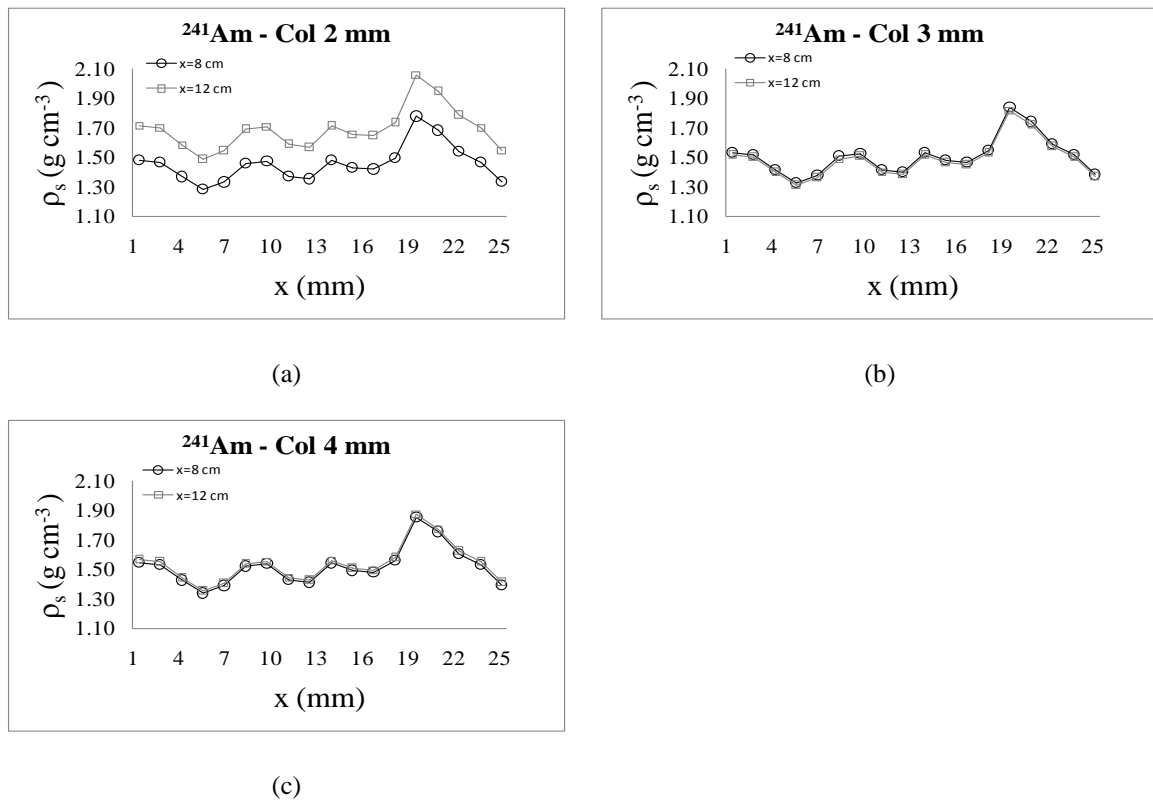 ²⁴¹Am - Col 2 mm
x=8 cm
x=12 cm
2.10
1.90
1.70
1.50
1.30
1.10
ρs (g cm⁻³)
1 4 7 10 13 16 19 22 25
x (mm)
(a)
²⁴¹Am - Col 3 mm
x=8 cm
x=12 cm
2.10
1.90
1.70
1.50
1.30
1.10
ρs (g cm⁻³)
1 4 7 10 13 16 19 22 25
x (mm)
(b)
²⁴¹Am - Col 4 mm
x=8 cm
x=12 cm
2.10
1.90
1.70
1.50
1.30
1.10
ρs (g cm⁻³)
1 4 7 10 13 16 19 22 25
x (mm)
(c)